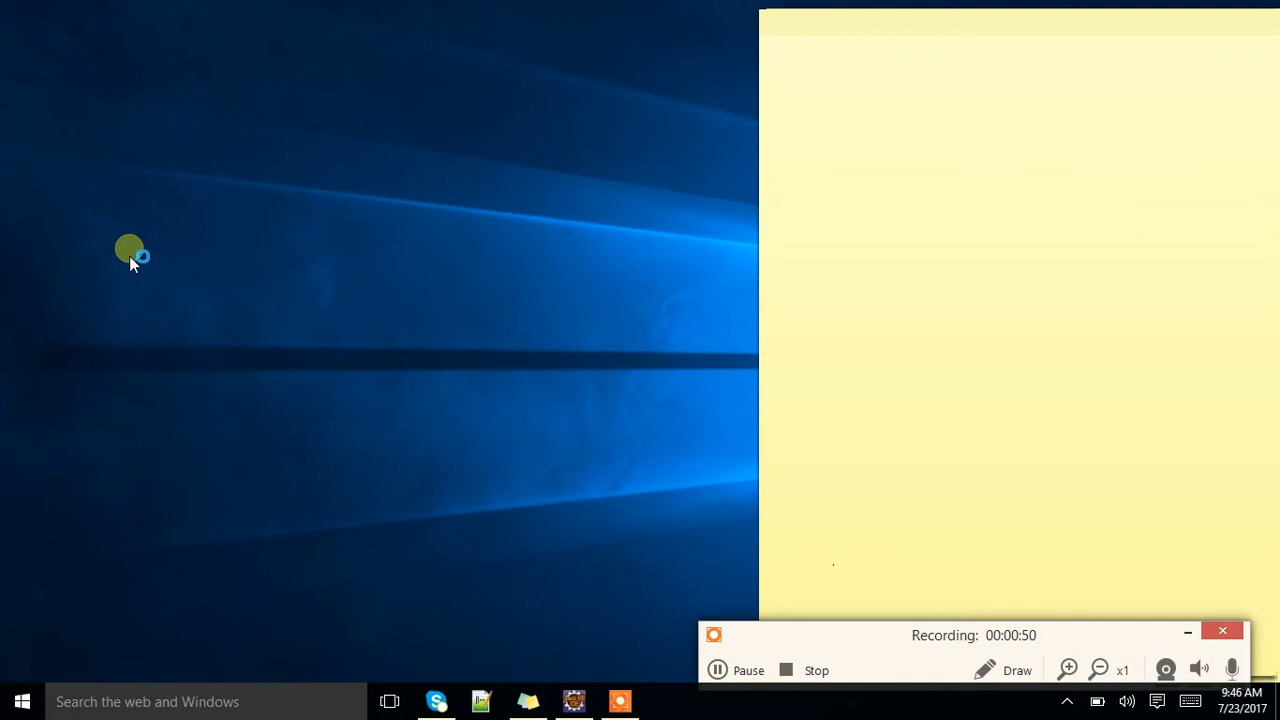 Recording: 00:00:50
Pause
Stop
Draw
x1
Search the web and Windows
9:46 AM
7/23/2017